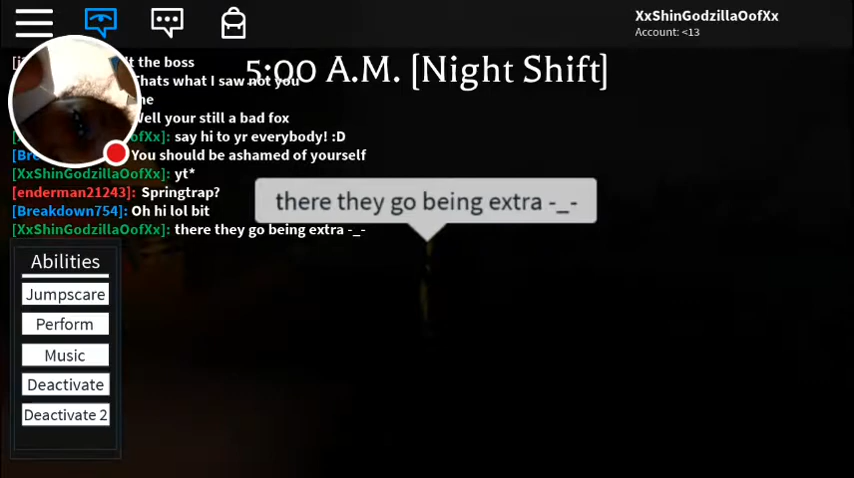 XxShinGodzillaOofXx
Account: <13
5:00 A.M. [Night Shift]
the boss
Thats what I saw not you
Well your still a bad fox
say hi to yr everybody! :D
You should be ashamed of yourself
[XxShinGodzillaOofXx]: yt*
[enderman21243]: Springtrap?
[Breakdown754]: Oh hi lol bit
[XxShinGodzillaOofXx]: there they go being extra -_-
there they go being extra -_-
Abilities
Jumpscare
Perform
Music
Deactivate
Deactivate 2